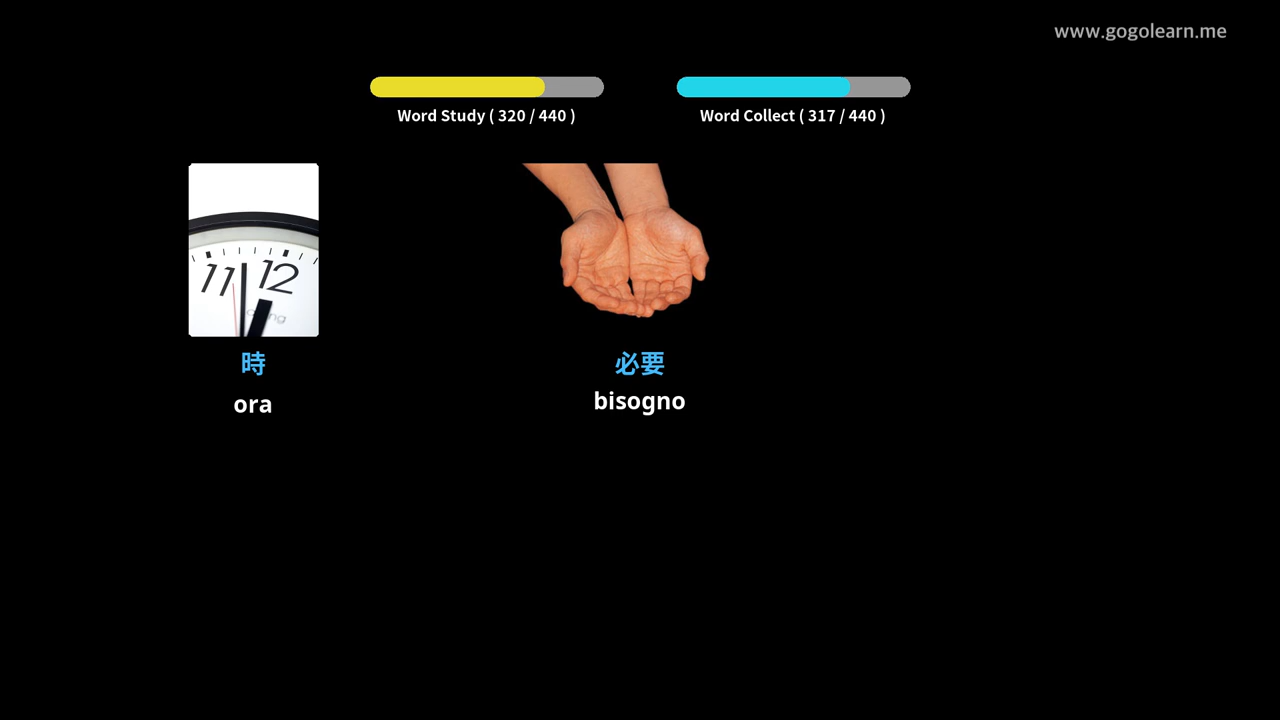 www.gogolearn.me
Word Study ( 320 / 440 )
Word Collect ( 317 / 440 )
11 12
時
ora
必要
bisogno